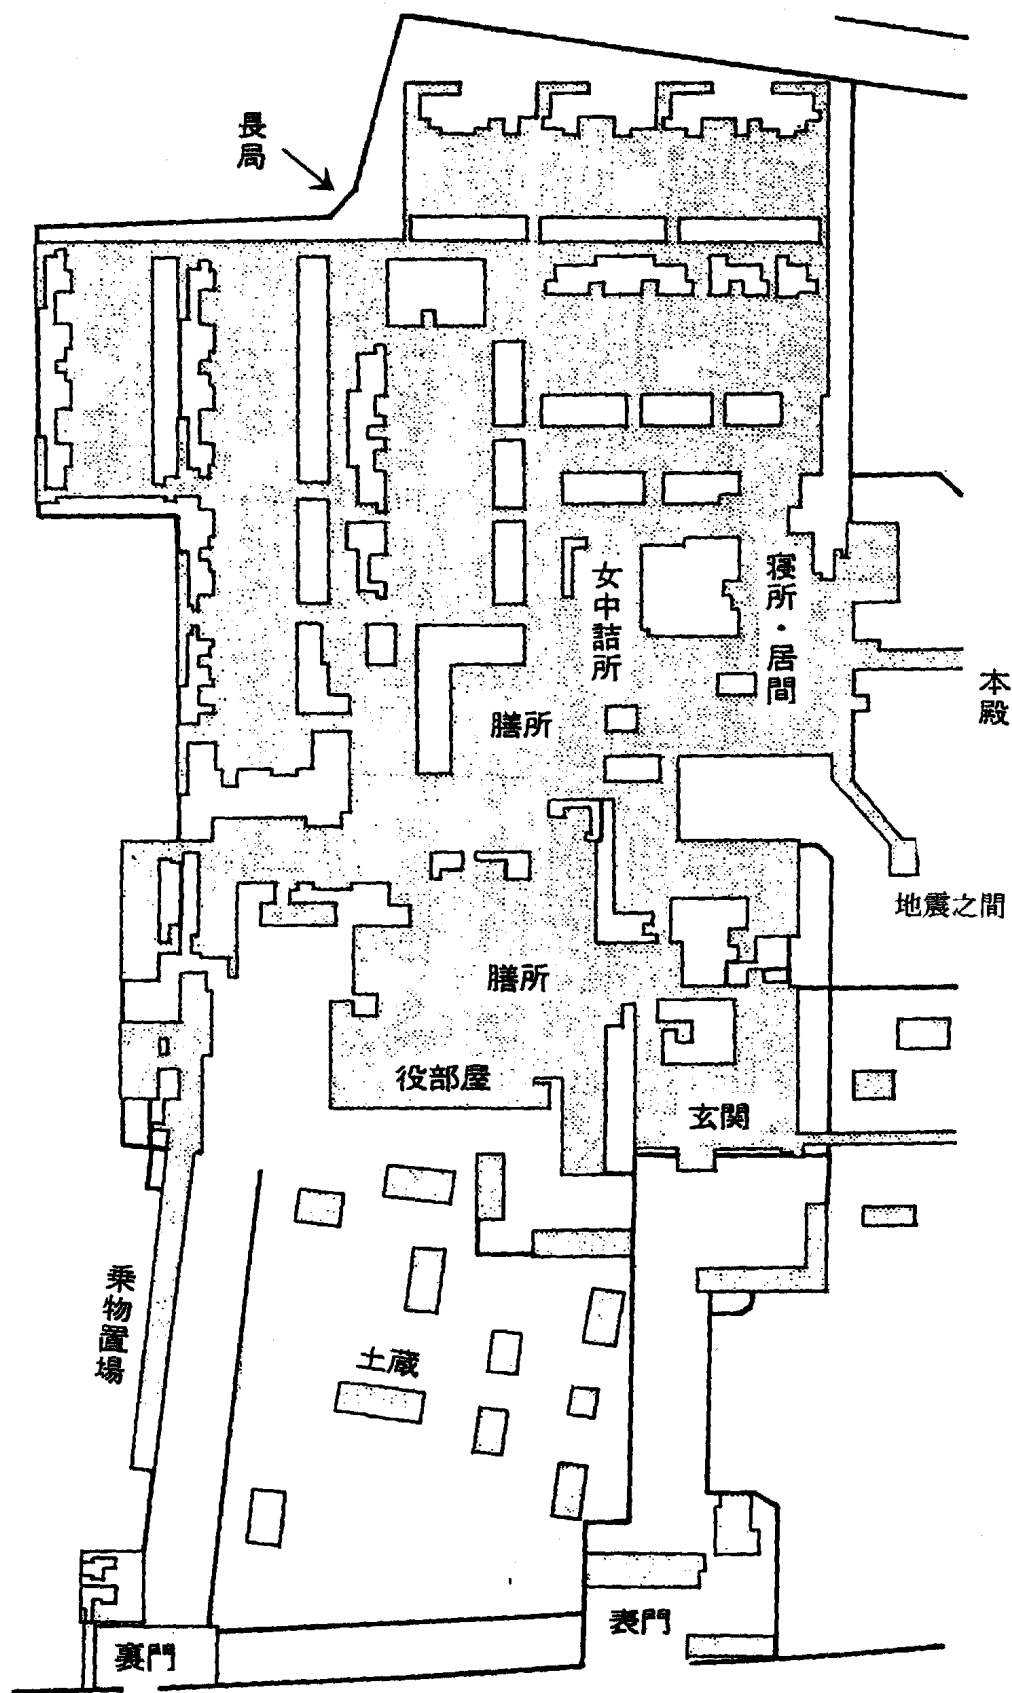 長局
女中詰所
寝所・居間
本殿
膳所
地震之間
膳所
役部屋
玄関
乗物置場
土蔵
表門
裏門